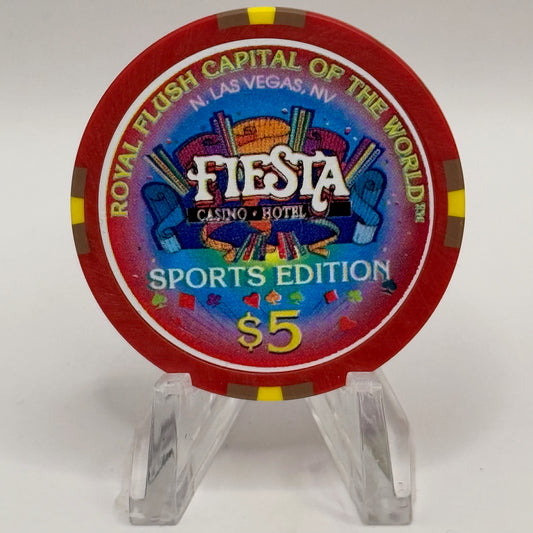 ROYAL FLUSH CAPITAL OF THE WORLD℠
N. LAS VEGAS, NV
FIESTA
CASINO • HOTEL
SPORTS EDITION
$5